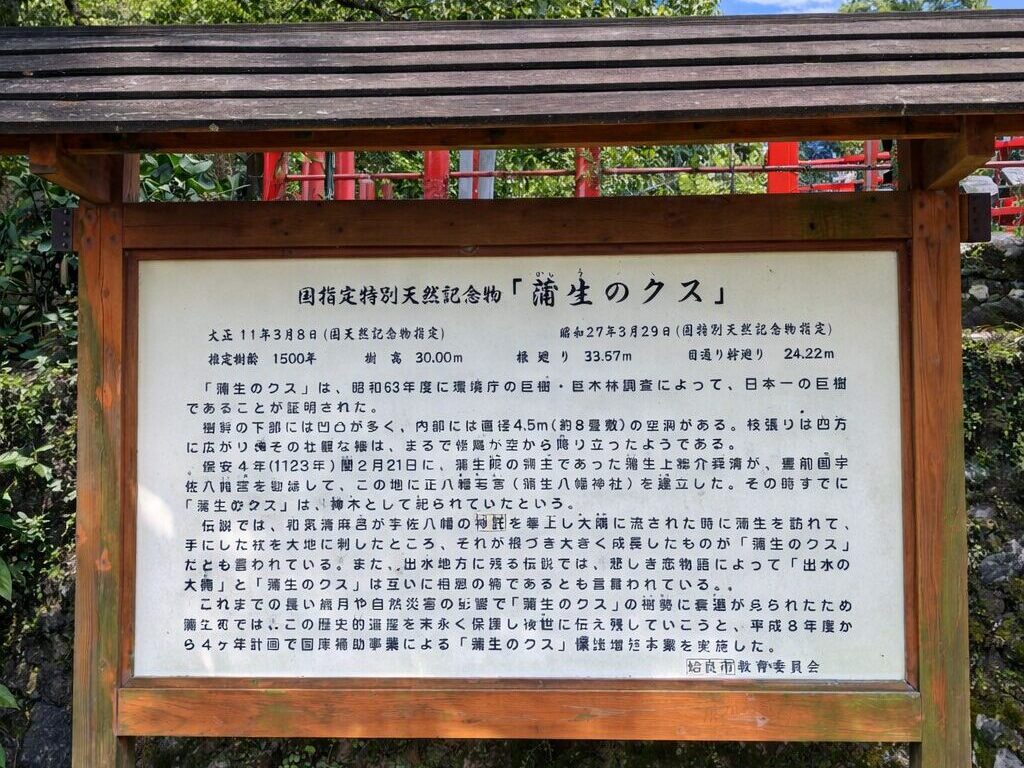 国指定特別天然記念物「蒲生のクス」
大正11年3月8日(国天然記念物指定) 昭和27年3月29日(国特別天然記念物指定)
推定樹齢 1500年 樹高 30.00m 根廻り 33.57m 目通り幹廻り 24.22m
「蒲生のクス」は、昭和63年度に環境庁の巨樹・巨木林調査によって、日本一の巨樹
であることが証明された。
樹幹の下部には凹凸が多く、内部には直径4.5m(約8畳敷)の空洞がある。枝張りは四方
に広がり その壮観な は、まるで が空から降り立ったようである。
保安4年(1123年)閏2月21日に、蒲生院の領主であった蒲生上総介舜清が、豊前国宇
佐八幡宮を勧請して、この地に正八幡若宮(蒲生八幡神社)を建立した。その時すでに
「蒲生のクス」は、神木として祀られていたという。
伝説では、和気清麻呂が宇佐八幡の神託を奉上し大隅に流された時に蒲生を訪れて、
手にした杖を大地に刺したところ、それが根づき大きく成長したものが「蒲生のクス」
だとも言われている。また、出水地方に残る伝説では、悲しき恋物語によって「出水の
大楠」と「蒲生のクス」は互いに相思の楠であるとも言言われている。
これまでの長い歳月や自然災害の影響で「蒲生のクス」の樹勢に衰退が見られたため
蒲生町では、この歴史的遺産を末永く保護し後世に伝え残していこうと、平成8年度か
ら4ヶ年計画で国庫補助事業による「蒲生のクス」保護増殖事業を実施した。
姶良市教育委員会